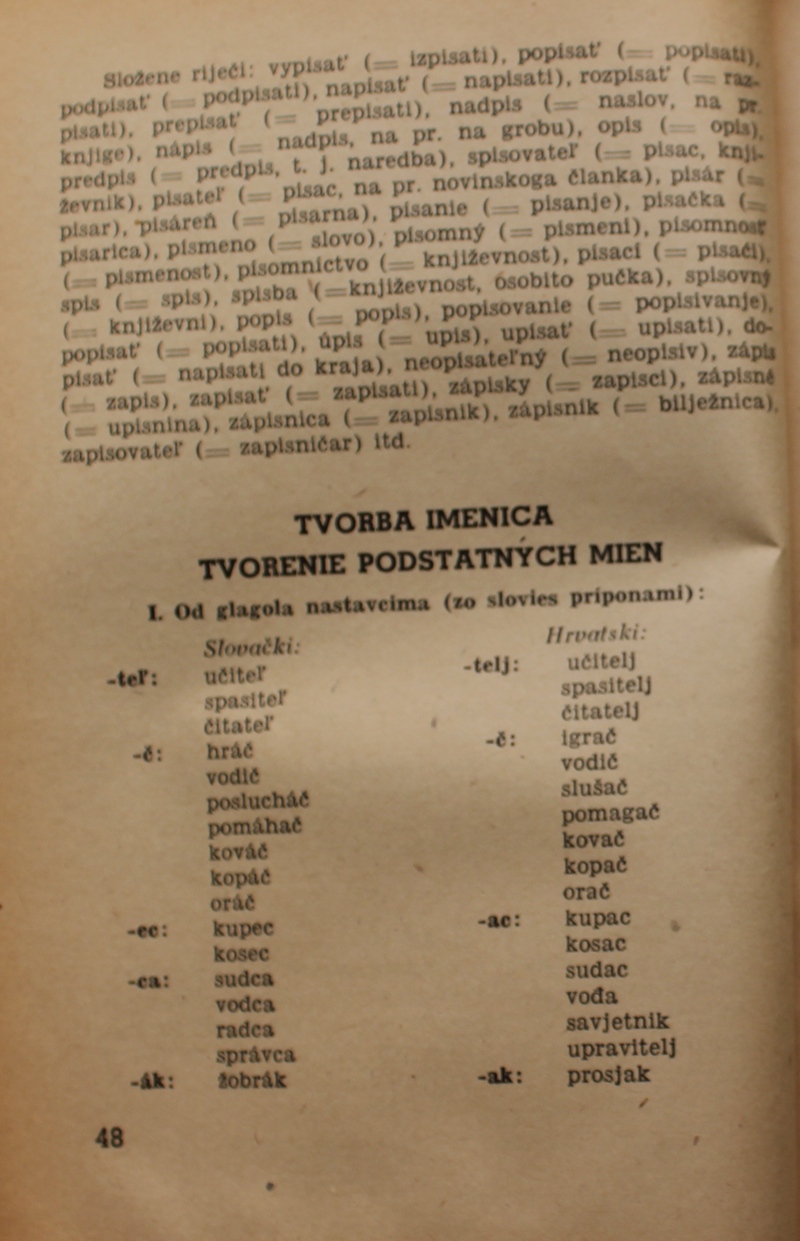 Složene riječi: vypísať (= izpisati), popísať (= popisati),
podpísať (= podpisati), napísať (= napisati), rozpísať (= raz-
pisati), prepísať (= prepisati), nadpis (= naslov, na pr.
knjige), nápis (= nadpis, na pr. na grobu), opis (= opis),
predpis (= predpis, t. j. naredba), spisovateľ (= pisac, knji-
ževnik), pisateľ (= pisac, na pr. novinskoga članka), pisár (=
pisar), pisáreň (= pisarna), písanie (= pisanje), pisačka (=
pisarica), písmeno (= slovo), písomný (= pismeni), písomnosť
(= pismenost), písomníctvo (= književnost), písací (= pisaći),
spis (= spis), spisba (= književnost, osobito pučka), spisovný
(= književni), popis (= popis), popisovanie (= popisivanje),
popísať (= popisati), úpis (= upis), upísať (= upisati), do-
písať (= napisati do kraja), neopísateľný (= neopisiv), zápis
(= zapis), zapísať (= zapisati), zápisky (= zapisci), zápisné
(= upisnina), zápisnica (= zapisnik), zápisník (= bilježnica),
zapisovateľ (= zapisničar) itd.
TVORBA IMENICA
TVORENIE PODSTATNÝCH MIEN
I. Od glagola nastavcima (zo slovies príponami):
Slovački: Hrvatski:
-teľ: učiteľ -telj: učitelj
spasiteľ spasitelj
čitateľ čitatelj
-č: hráč -č: igrač
vodič vodič
poslucháč slušač
pomáhač pomagač
kováč kovač
kopáč kopač
oráč orač
-ec: kupec -ac: kupac
kosec kosac
-ca: sudca sudac
vodca vođa
radca savjetnik
správca upravitelj
-ák: žobrák -ak: prosjak
48